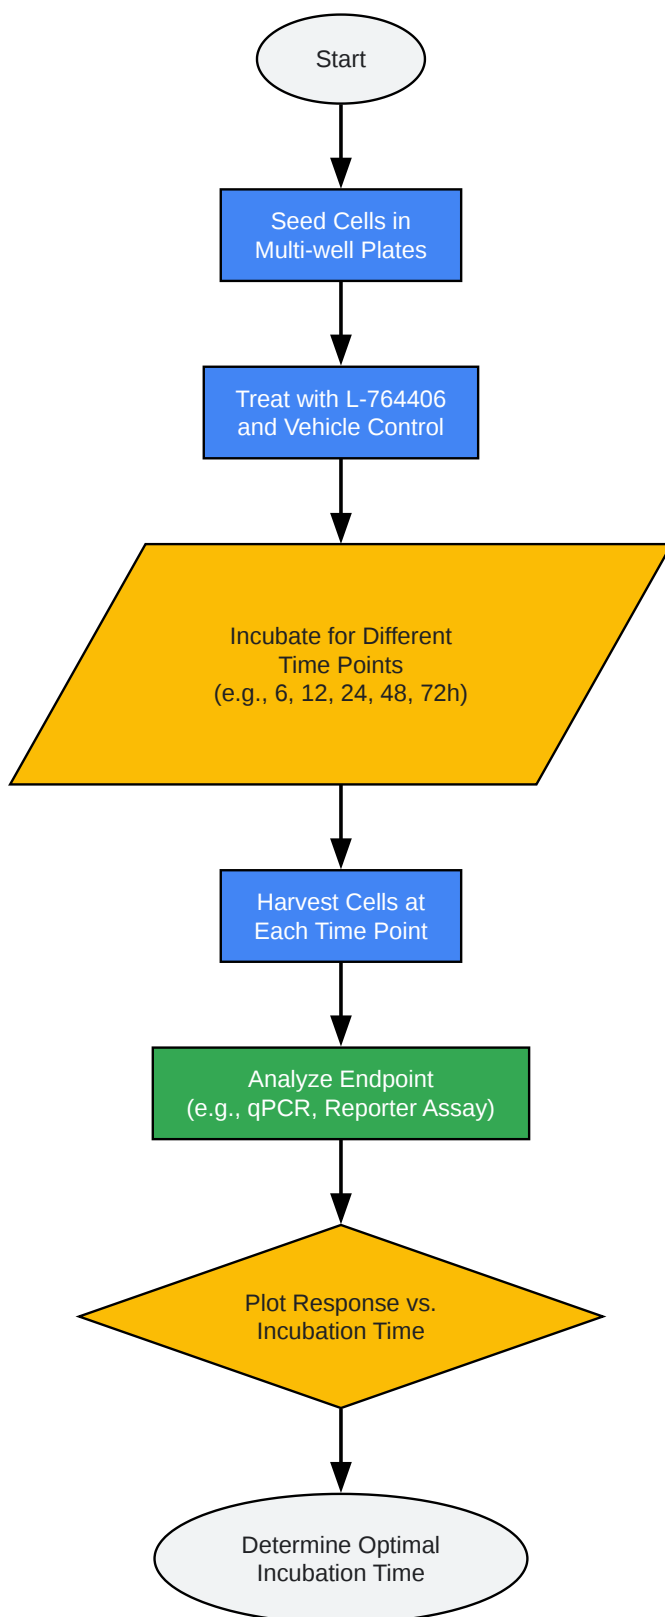 Start
Seed Cells in
Multi-well Plates
Treat with L-764406
and Vehicle Control
Incubate for Different
Time Points
(e.g., 6, 12, 24, 48, 72h)
Harvest Cells at
Each Time Point
Analyze Endpoint
(e.g., qPCR, Reporter Assay)
Plot Response vs.
Incubation Time
Determine Optimal
Incubation Time